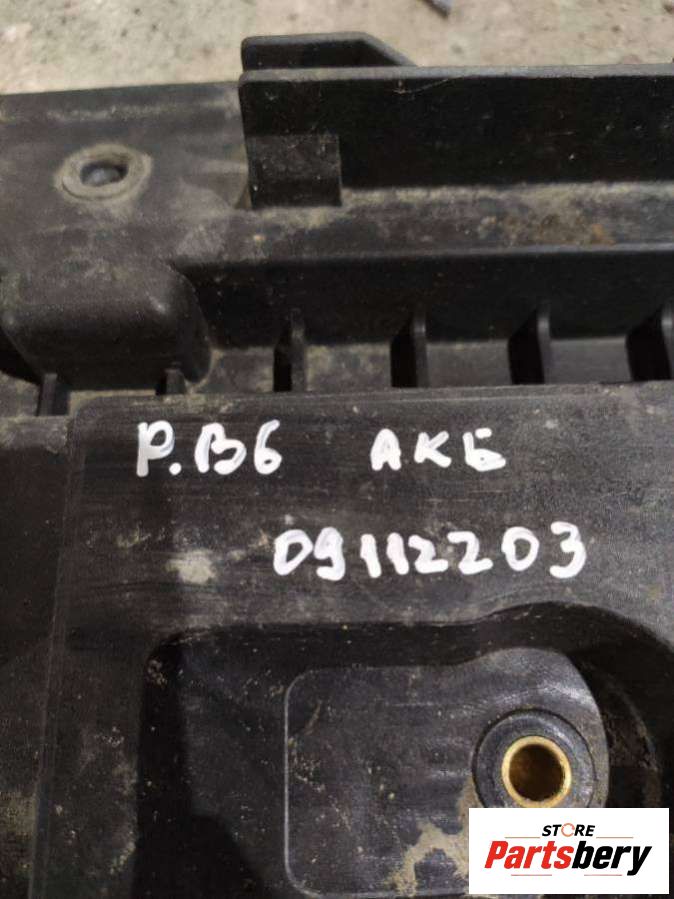 P.B6 АКБ
09112203
STORE
Partsbery